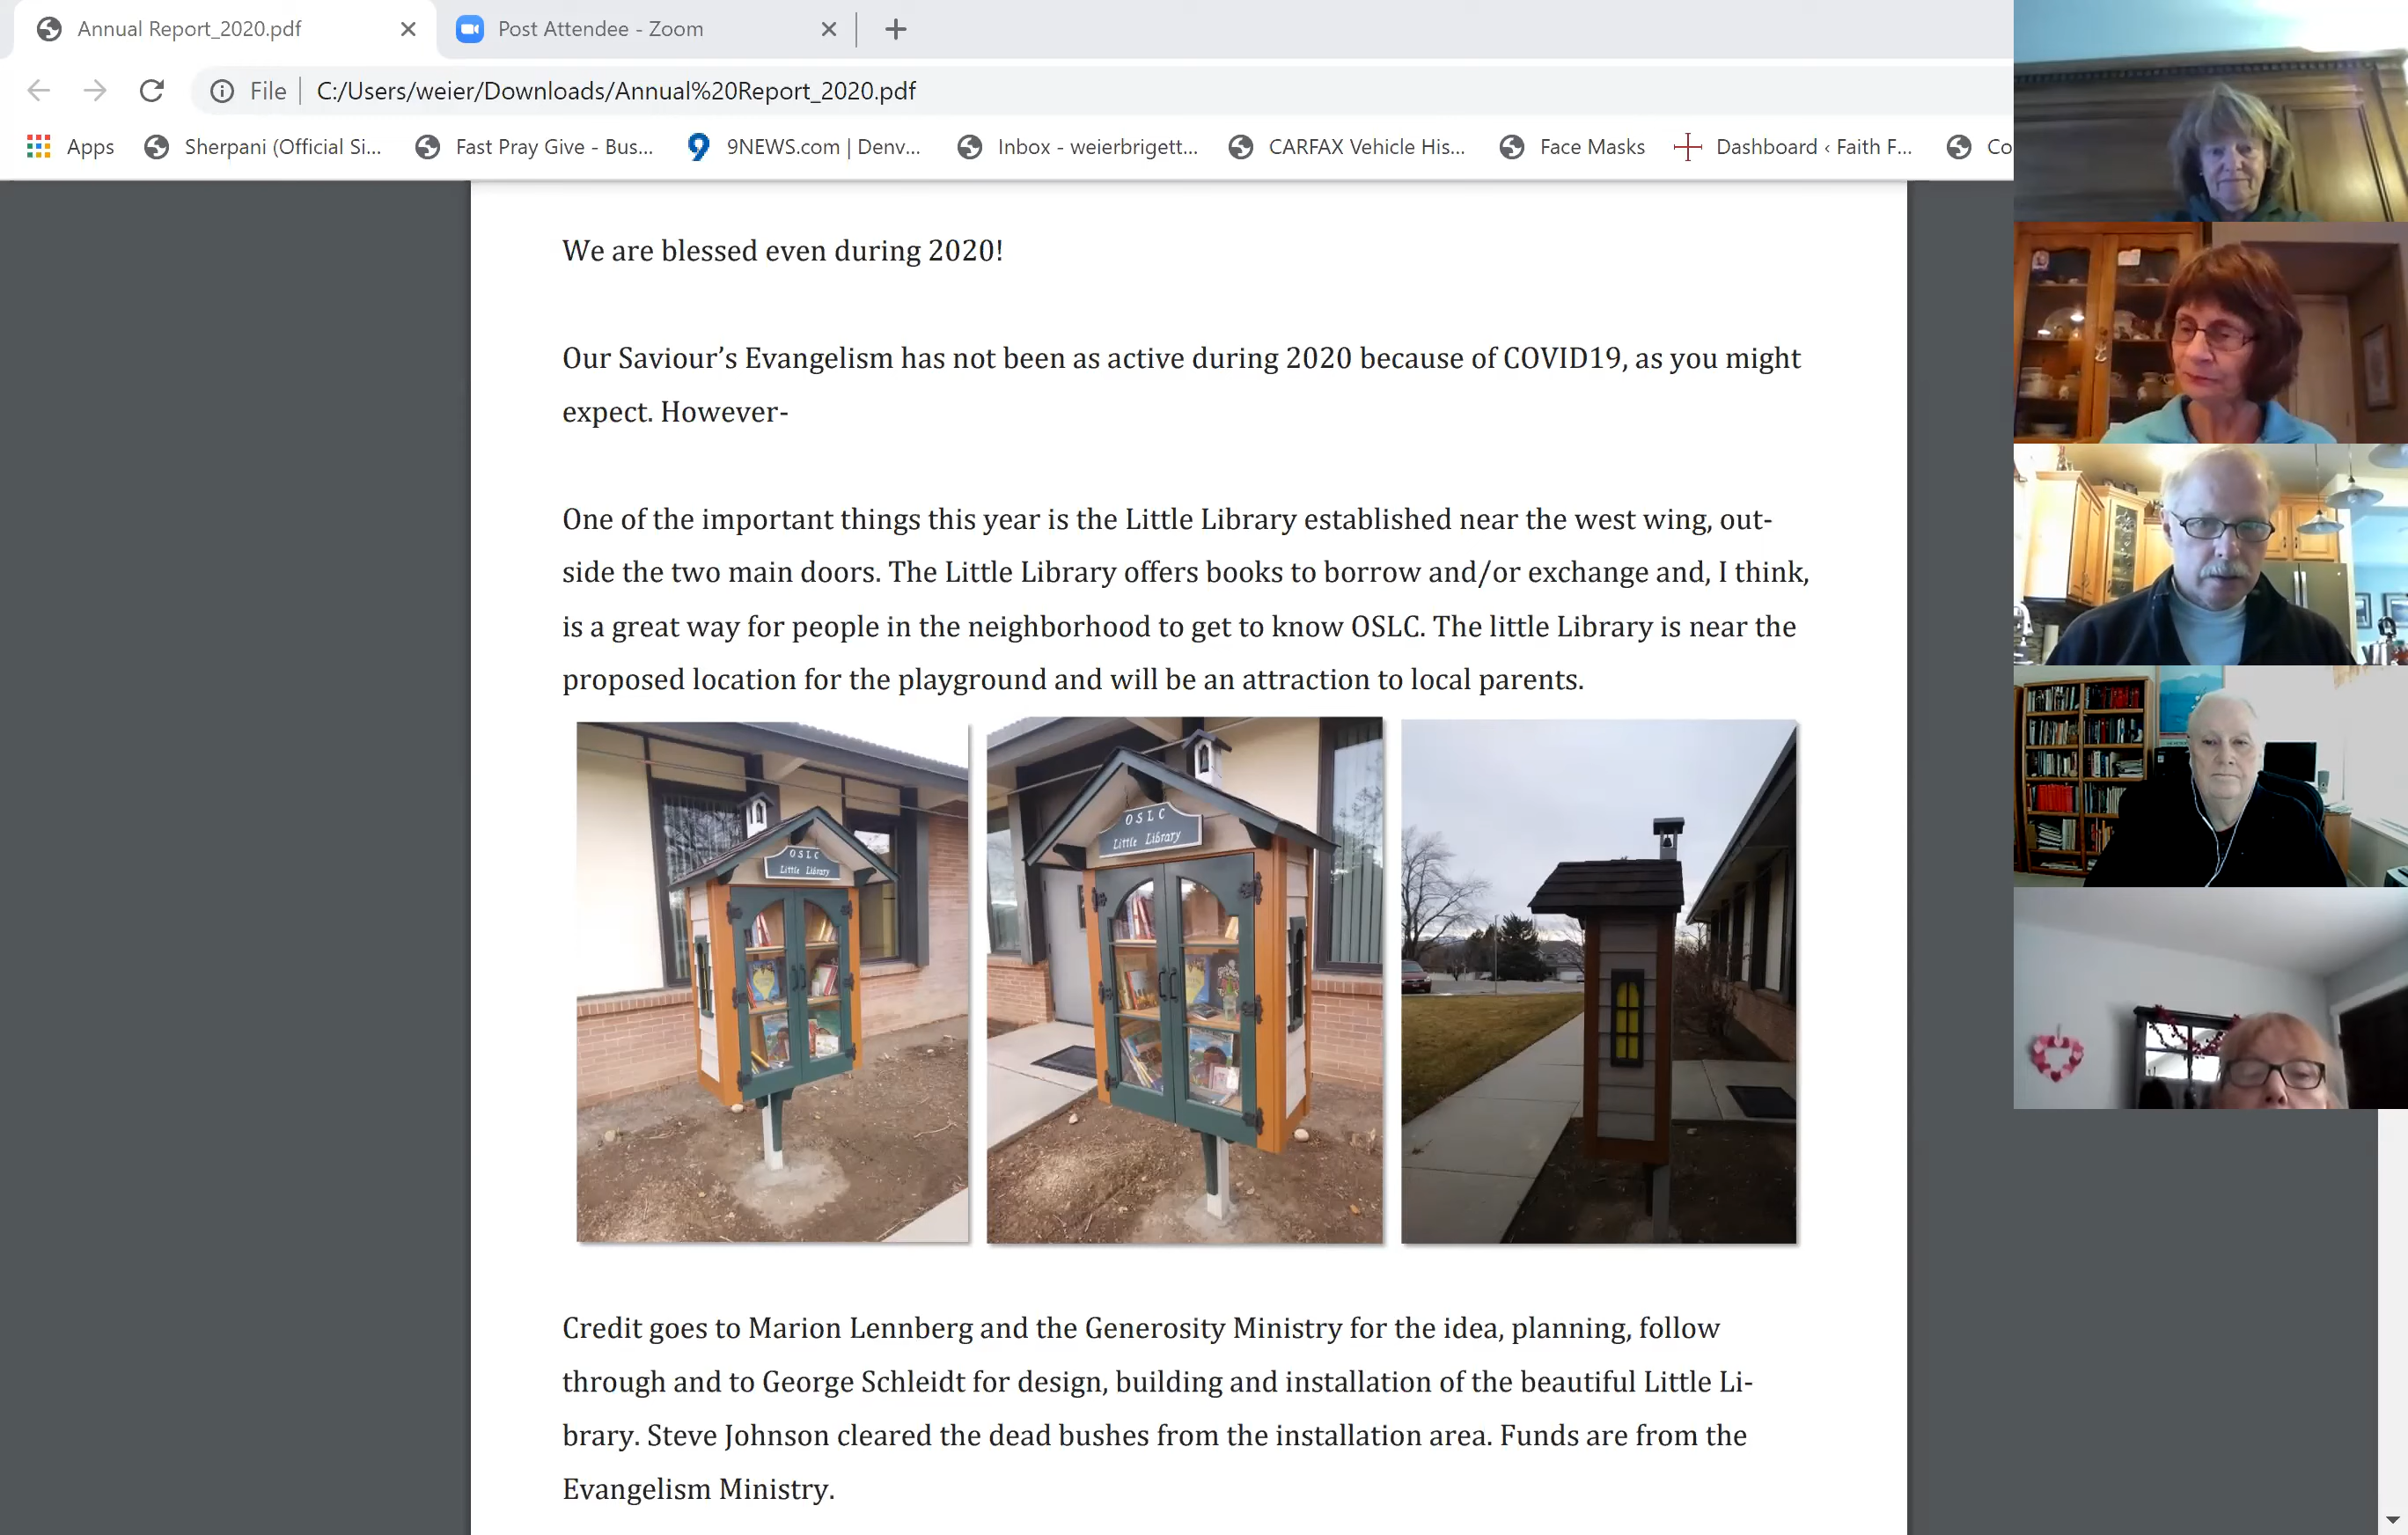 Annual Report_2020.pdf
Post Attendee - Zoom
File
C:/Users/weier/Downloads/Annual%20Report_2020.pdf
Apps
Sherpani (Official Si...
Fast Pray Give - Bus...
9NEWS.com | Denv...
Inbox - weierbrigett...
CARFAX Vehicle His...
Face Masks
Dashboard ‹ Faith F...
Co
We are blessed even during 2020!
Our Saviour’s Evangelism has not been as active during 2020 because of COVID19, as you might
expect. However-
One of the important things this year is the Little Library established near the west wing, out-
side the two main doors. The Little Library offers books to borrow and/or exchange and, I think,
is a great way for people in the neighborhood to get to know OSLC. The little Library is near the
proposed location for the playground and will be an attraction to local parents.
OSLC
Little Library
OSLC
Little Library
Credit goes to Marion Lennberg and the Generosity Ministry for the idea, planning, follow
through and to George Schleidt for design, building and installation of the beautiful Little Li-
brary. Steve Johnson cleared the dead bushes from the installation area. Funds are from the
Evangelism Ministry.